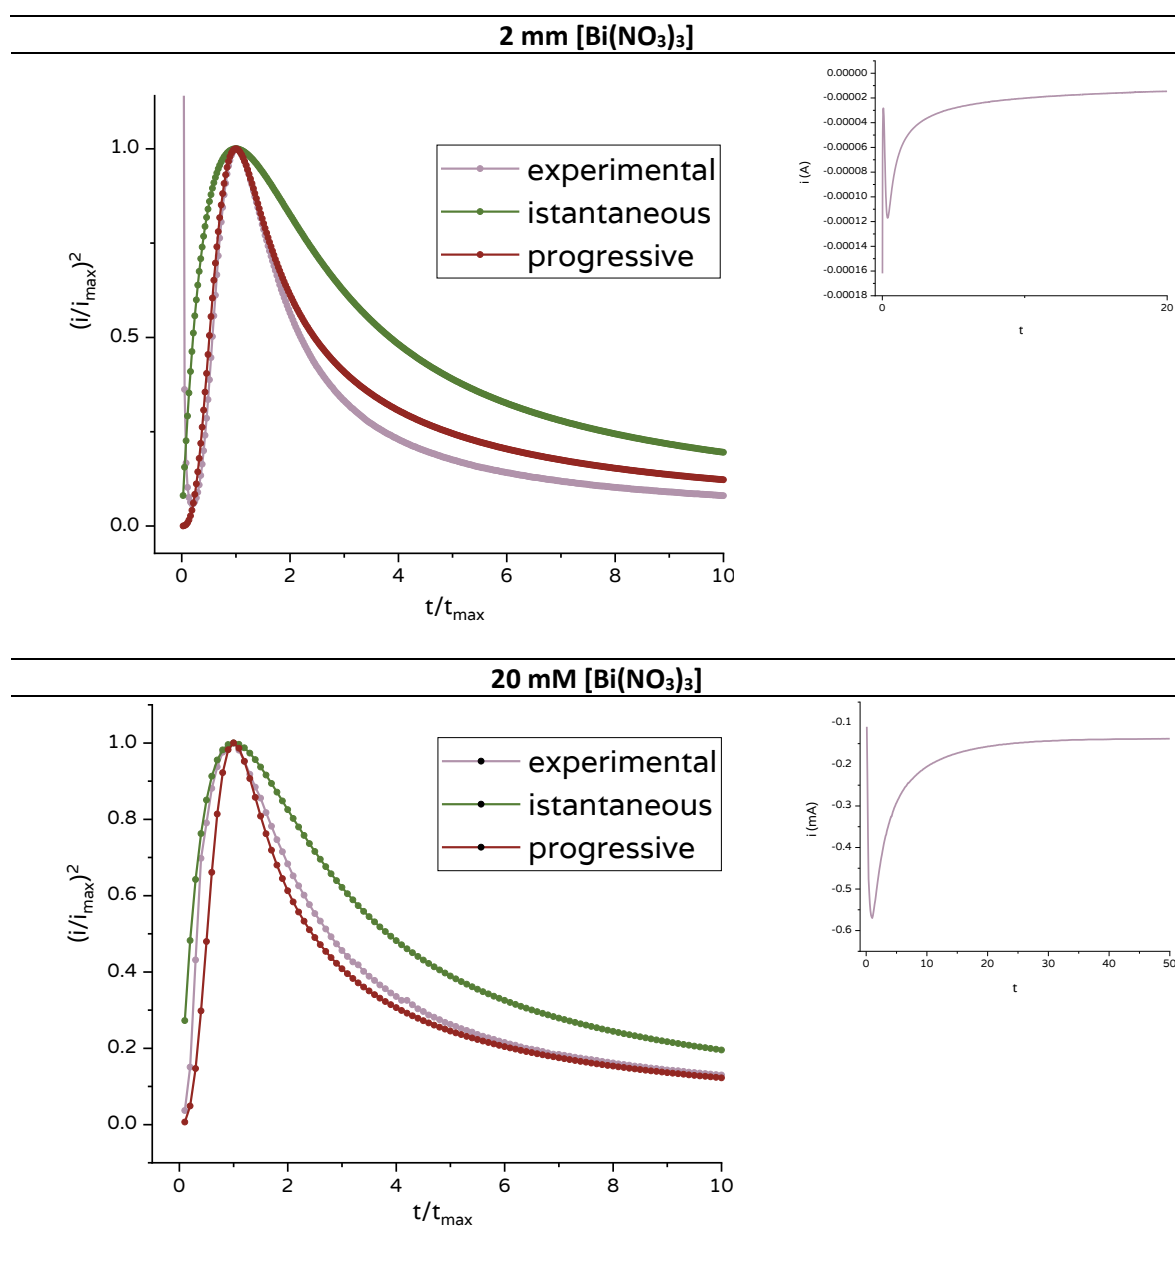 2 mm [Bi(NO₃)₃]
(i/i_max)²
1.0
0.5
0.0
experimental
istantaneous
progressive
0 2 4 6 8 10
t/t_max
i (A)
0.00000
-0.00002
-0.00004
-0.00006
-0.00008
-0.00010
-0.00012
-0.00014
-0.00016
-0.00018
0 20
t
20 mM [Bi(NO₃)₃]
(i/i_max)²
1.0
0.8
0.6
0.4
0.2
0.0
experimental
istantaneous
progressive
0 2 4 6 8 10
t/t_max
i (mA)
-0.1
-0.2
-0.3
-0.4
-0.5
-0.6
0 10 20 30 40 50
t